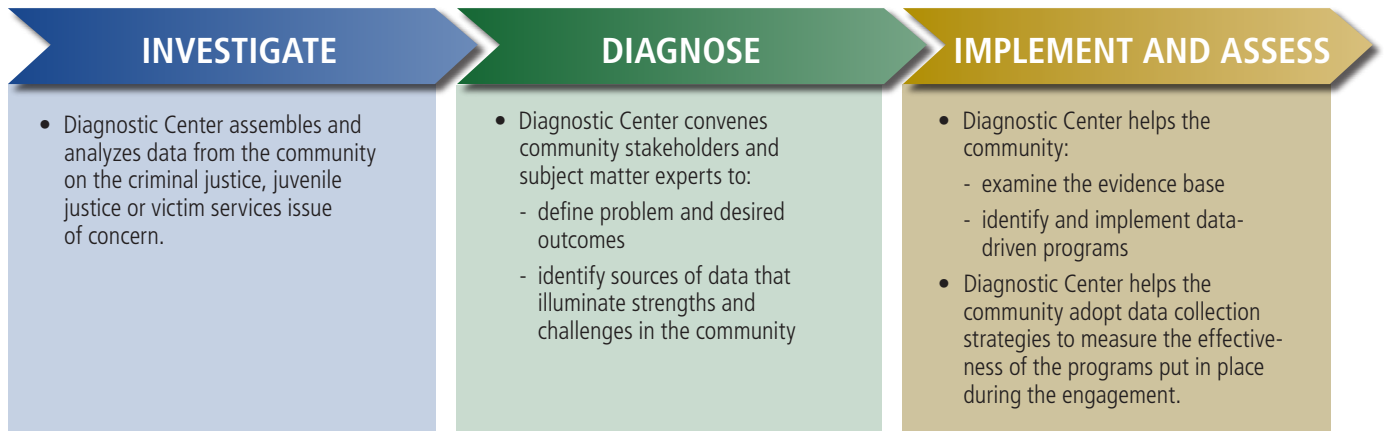 INVESTIGATE
• Diagnostic Center assembles and
analyzes data from the community
on the criminal justice, juvenile
justice or victim services issue
of concern.
DIAGNOSE
• Diagnostic Center convenes
community stakeholders and
subject matter experts to:
- define problem and desired
outcomes
- identify sources of data that
illuminate strengths and
challenges in the community
IMPLEMENT AND ASSESS
• Diagnostic Center helps the
community:
- examine the evidence base
- identify and implement data-
driven programs
• Diagnostic Center helps the
community adopt data collection
strategies to measure the effective-
ness of the programs put in place
during the engagement.